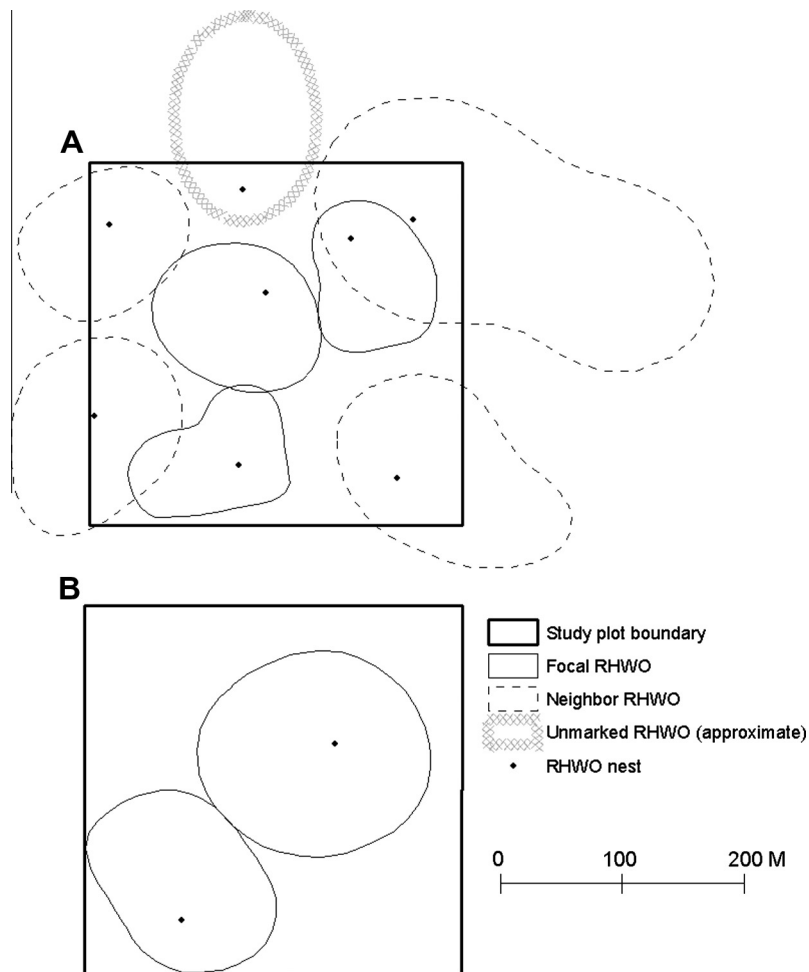 A
B
Study plot boundary
Focal RHWO
Neighbor RHWO
Unmarked RHWO (approximate)
RHWO nest
0 100 200 M